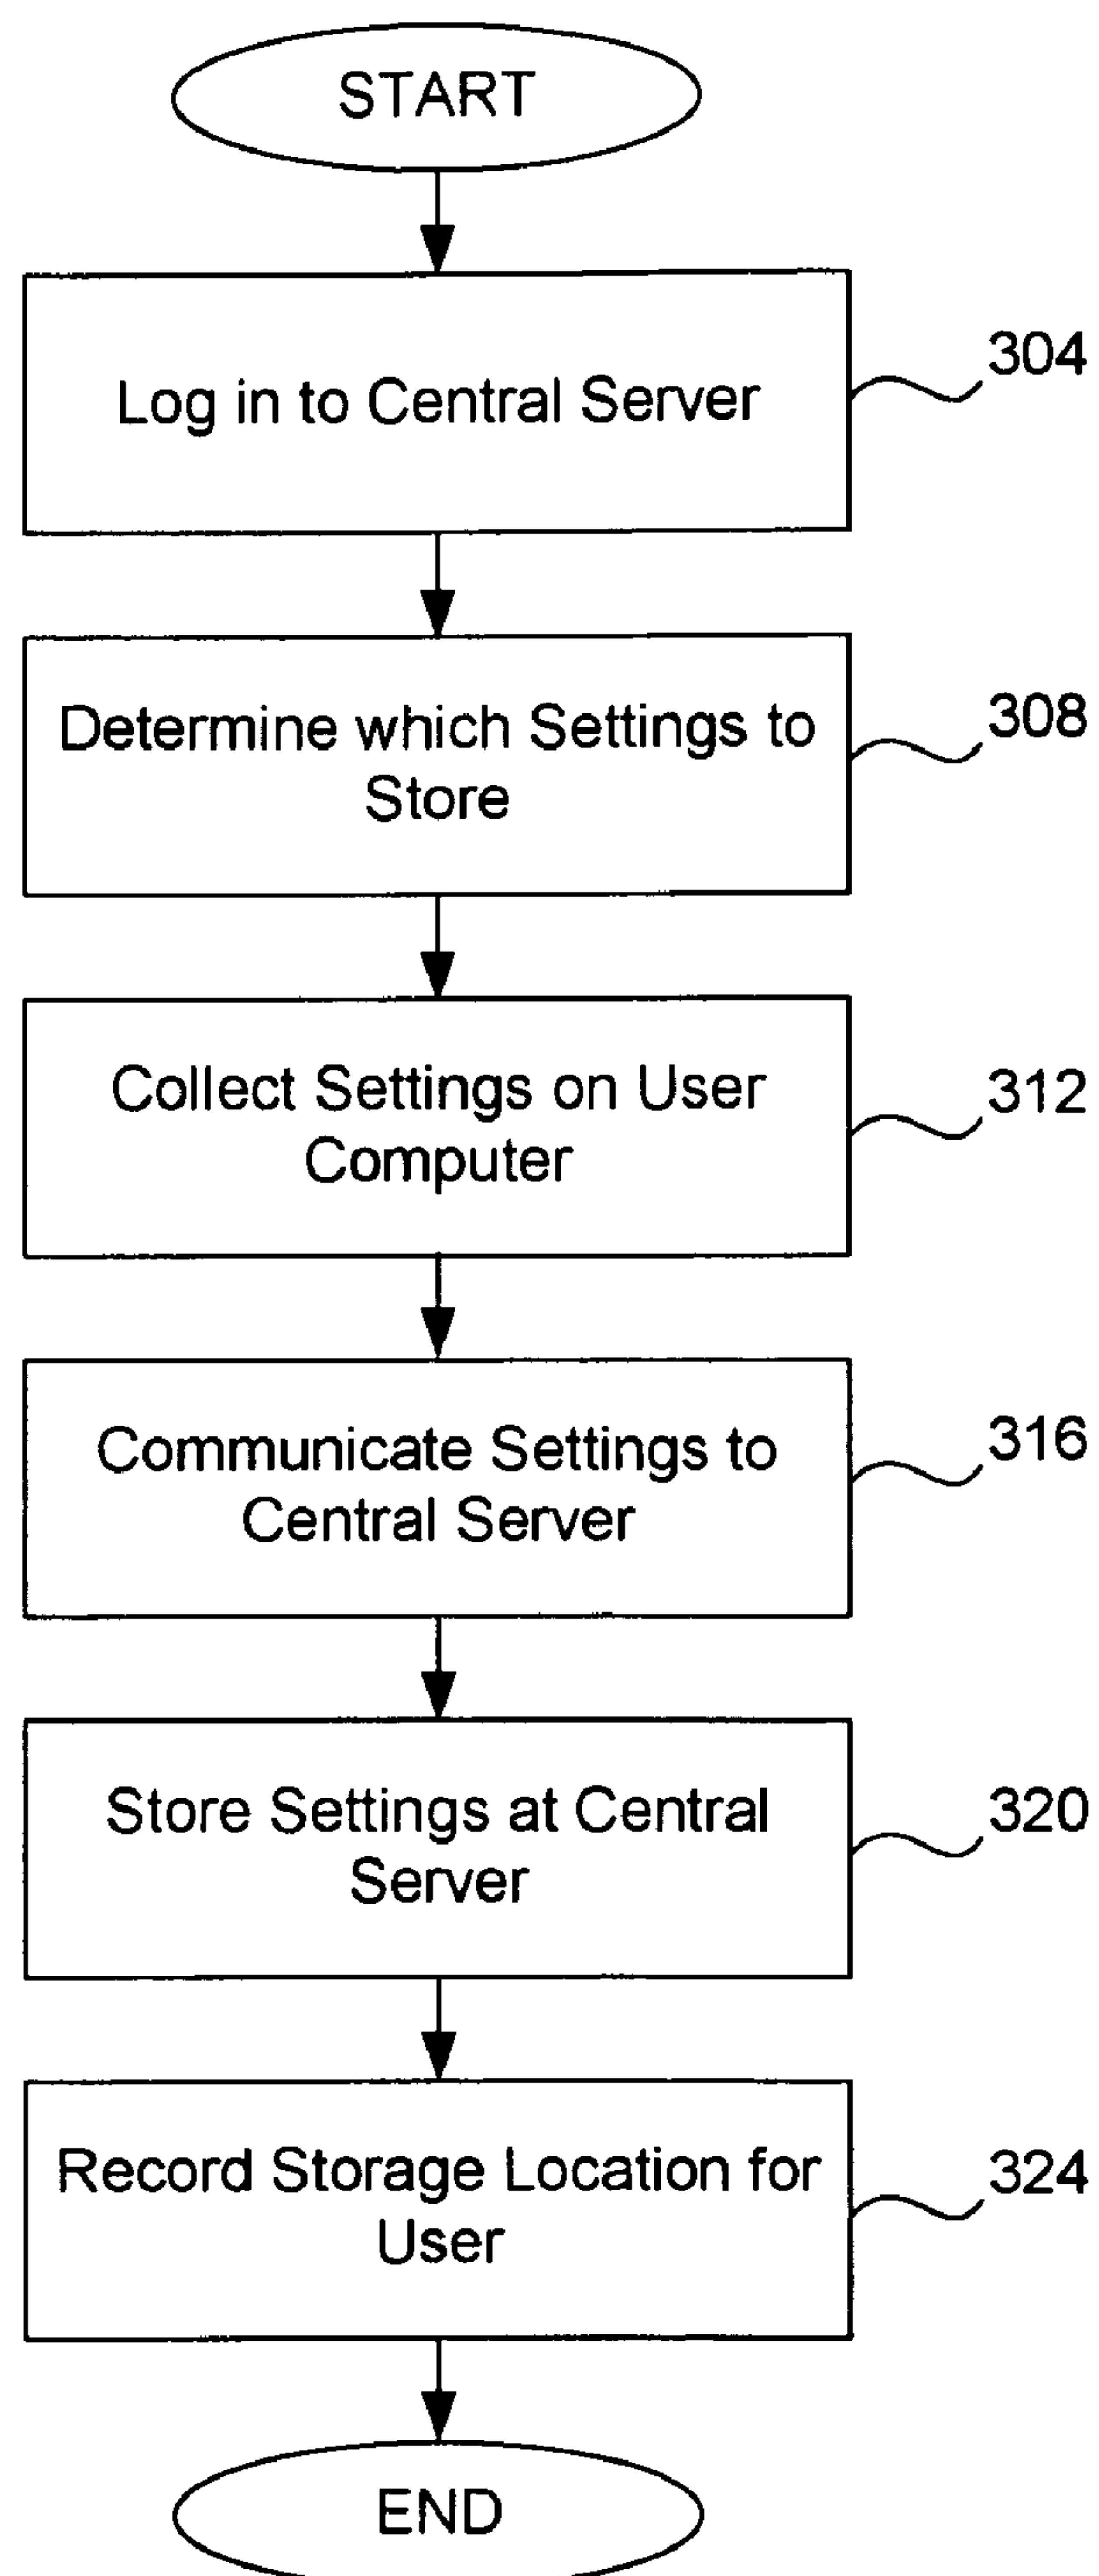 START
Log in to Central Server
304
Determine which Settings to
Store
308
Collect Settings on User
Computer
312
Communicate Settings to
Central Server
316
Store Settings at Central
Server
320
Record Storage Location for
User
324
END